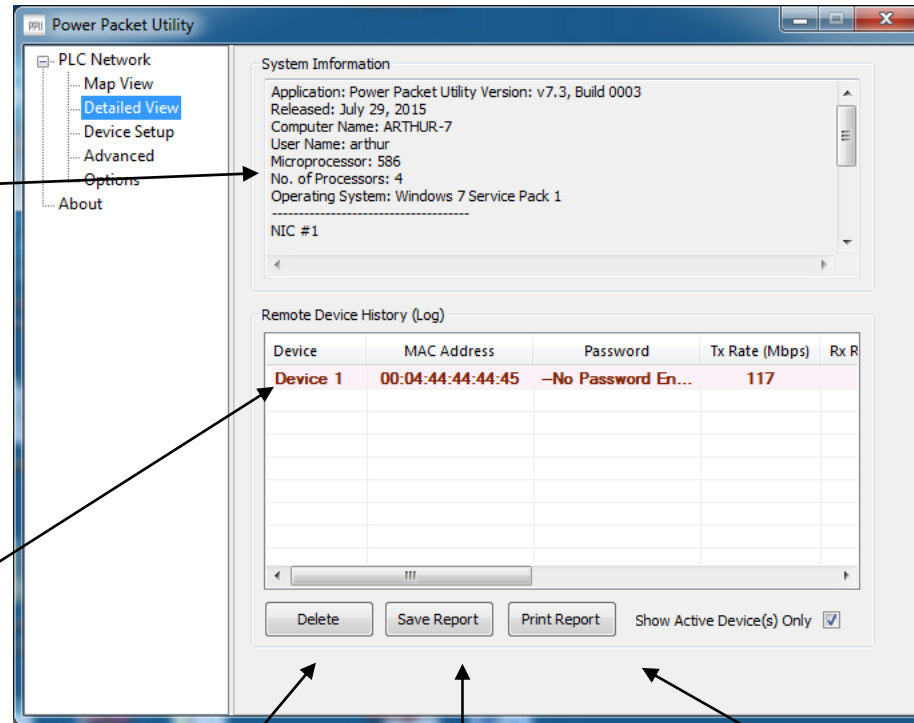 PPU Power Packet Utility
PLC Network
Map View
Detailed View
Device Setup
Advanced
Options
About
System Imformation
Application: Power Packet Utility Version: v7.3, Build 0003
Released: July 29, 2015
Computer Name: ARTHUR-7
User Name: arthur
Microprocessor: 586
No. of Processors: 4
Operating System: Windows 7 Service Pack 1
-------------------------------------
NIC #1
Remote Device History (Log)
Device MAC Address Password Tx Rate (Mbps) Rx R
Device 1 00:04:44:44:44:45 --No Password En... 117
Delete Save Report Print Report Show Active Device(s) Only